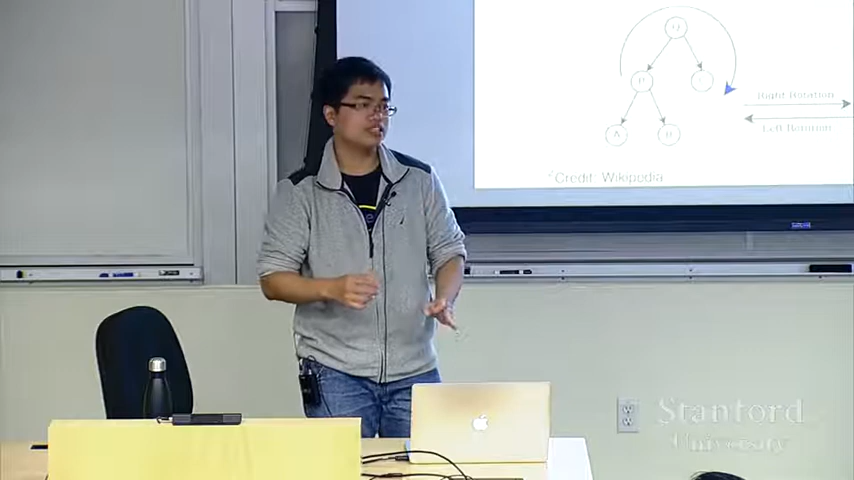 Q
P
A
Right Rotation
Left Rotation
Credit: Wikipedia
Stanford
University